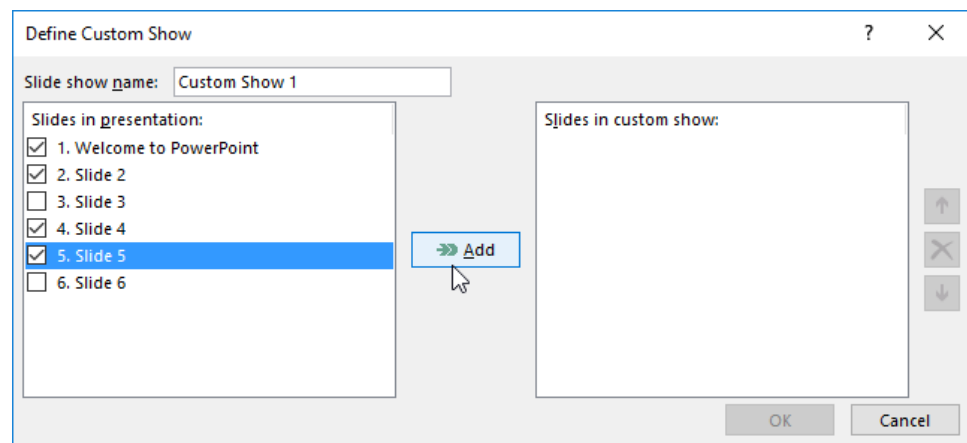 Define Custom Show
?
Slide show name: Custom Show 1
Slides in presentation:
1. Welcome to PowerPoint
2. Slide 2
3. Slide 3
4. Slide 4
5. Slide 5
6. Slide 6
Add
Slides in custom show:
OK
Cancel